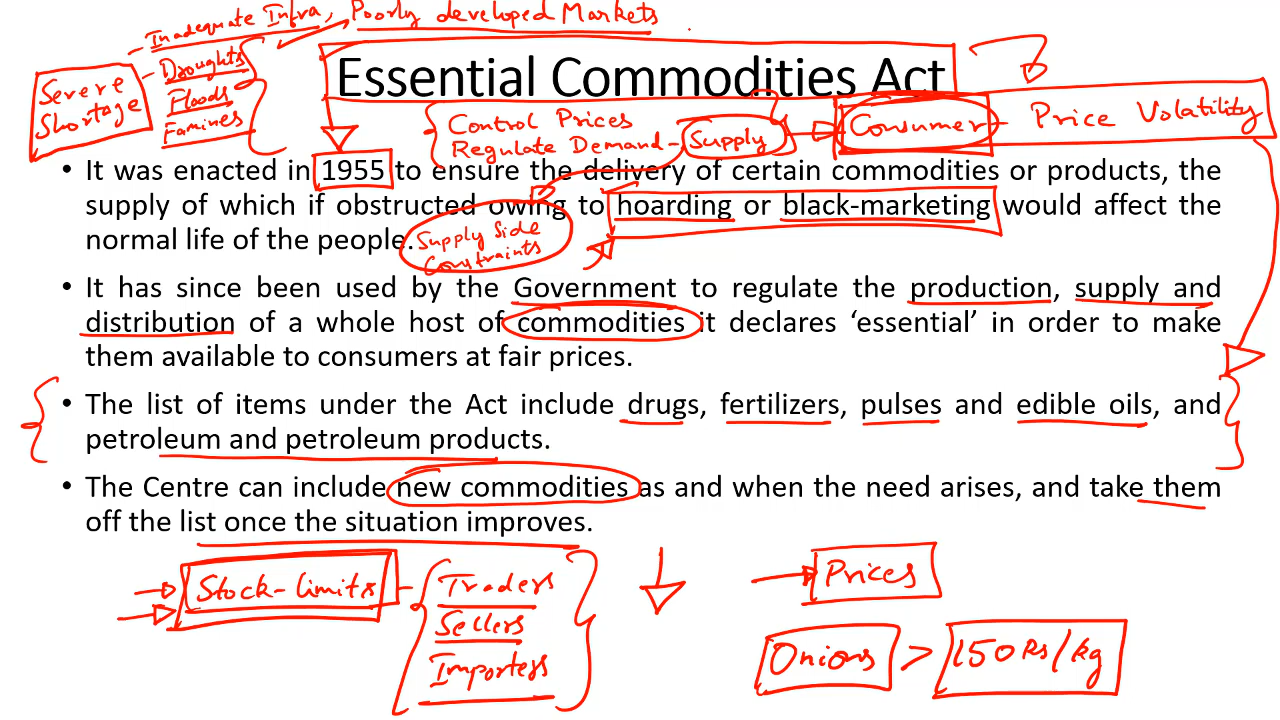 Inadequate Infra, Poorly developed Markets
Severe Shortage
Droughts
Floods
Famines
Essential Commodities Act
Control Prices
Regulate Demand - Supply
Consumer - Price Volatility
• It was enacted in 1955 to ensure the delivery of certain commodities or products, the
supply of which if obstructed owing to hoarding or black-marketing would affect the
normal life of the people.
Supply Side
Constraints
• It has since been used by the Government to regulate the production, supply and
distribution of a whole host of commodities it declares ‘essential’ in order to make
them available to consumers at fair prices.
• The list of items under the Act include drugs, fertilizers, pulses and edible oils, and
petroleum and petroleum products.
• The Centre can include new commodities as and when the need arises, and take them
off the list once the situation improves.
Stock-limits - Traders
Sellers
Importers
Prices
Onions > 150 Rs/kg